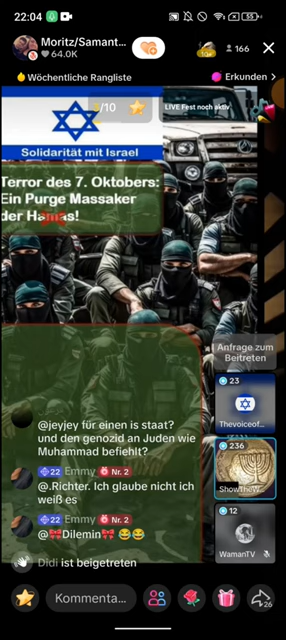 22:04
55
Moritz/Samant...
64.0K
166
Wöchentliche Rangliste
Erkunden
/10
LIVE Fest noch aktiv
Solidarität mit Israel
Terror des 7. Oktobers:
Ein Purge Massaker
der Hamas!
Anfrage zum
Beitreten
23
Thevoiceof...
236
ShowTheW...
12
WamanTV
@jeyjey für einen is staat?
und den genozid an Juden wie
Muhammad befiehlt?
22 Emmy Nr. 2
@.Richter. Ich glaube nicht ich
weiß es
22 Emmy Nr. 2
@🎀Dilemin🎀 😂😂
Didi ist beigetreten
Kommenta...
26